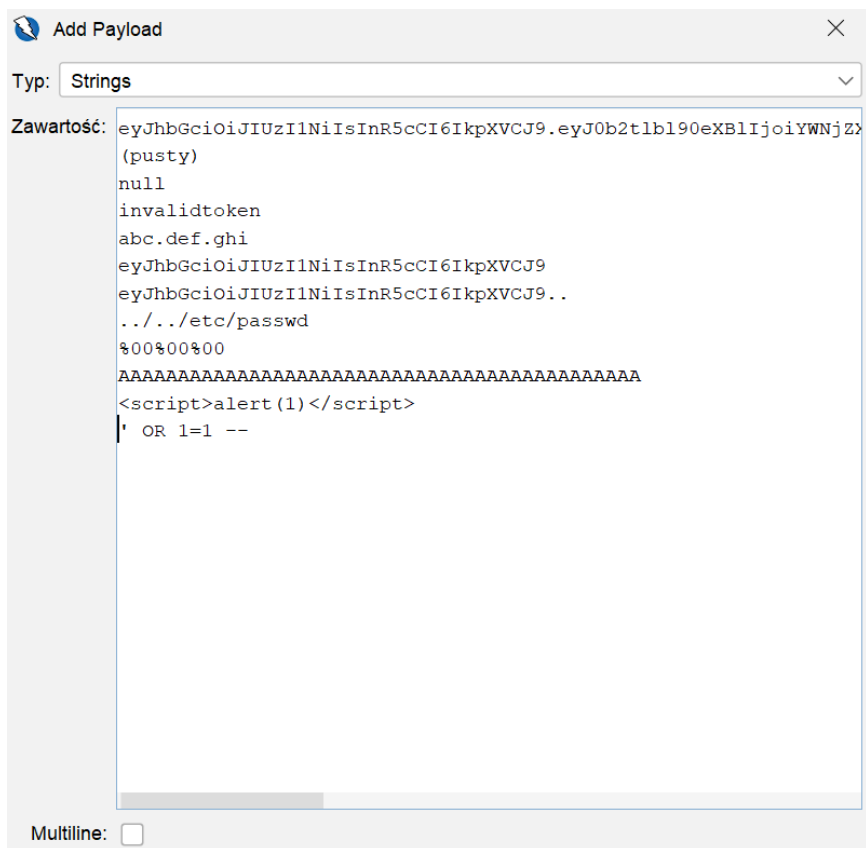 Add Payload
Typ: Strings
Zawartość: eyJhbGciOiJIUzI1NiIsInR5cCI6IkpXVCJ9.eyJ0b2tlbl90eXBlIjoiYWNjZX
(pusty)
null
invalidtoken
abc.def.ghi
eyJhbGciOiJIUzI1NiIsInR5cCI6IkpXVCJ9
eyJhbGciOiJIUzI1NiIsInR5cCI6IkpXVCJ9..
../../etc/passwd
%00%00%00
AAAAAAAAAAAAAAAAAAAAAAAAAAAAAAAAAAAAAAAAAAAA
<script>alert(1)</script>
' OR 1=1 --
Multiline: